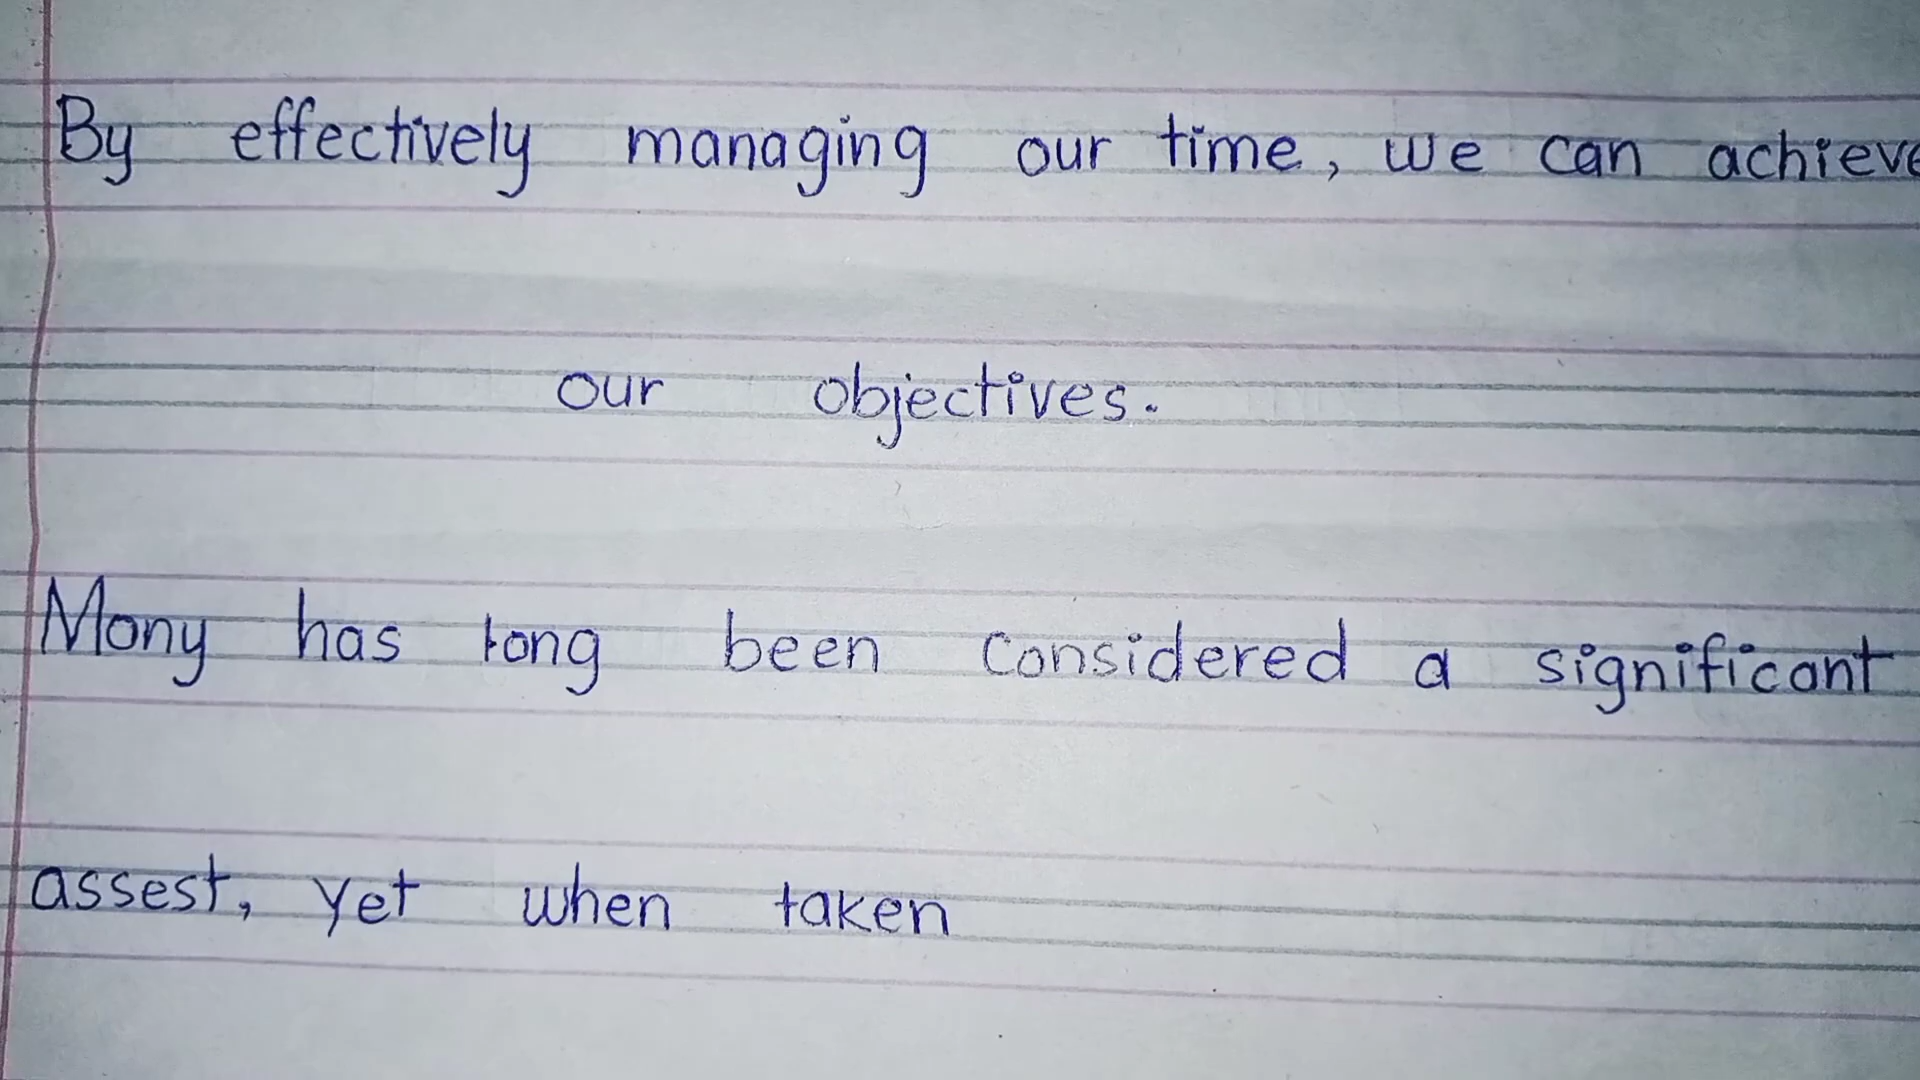 By effectively managing our time, we can achieve
our objectives.
Mony has long been considered a significant
assest, yet when taken